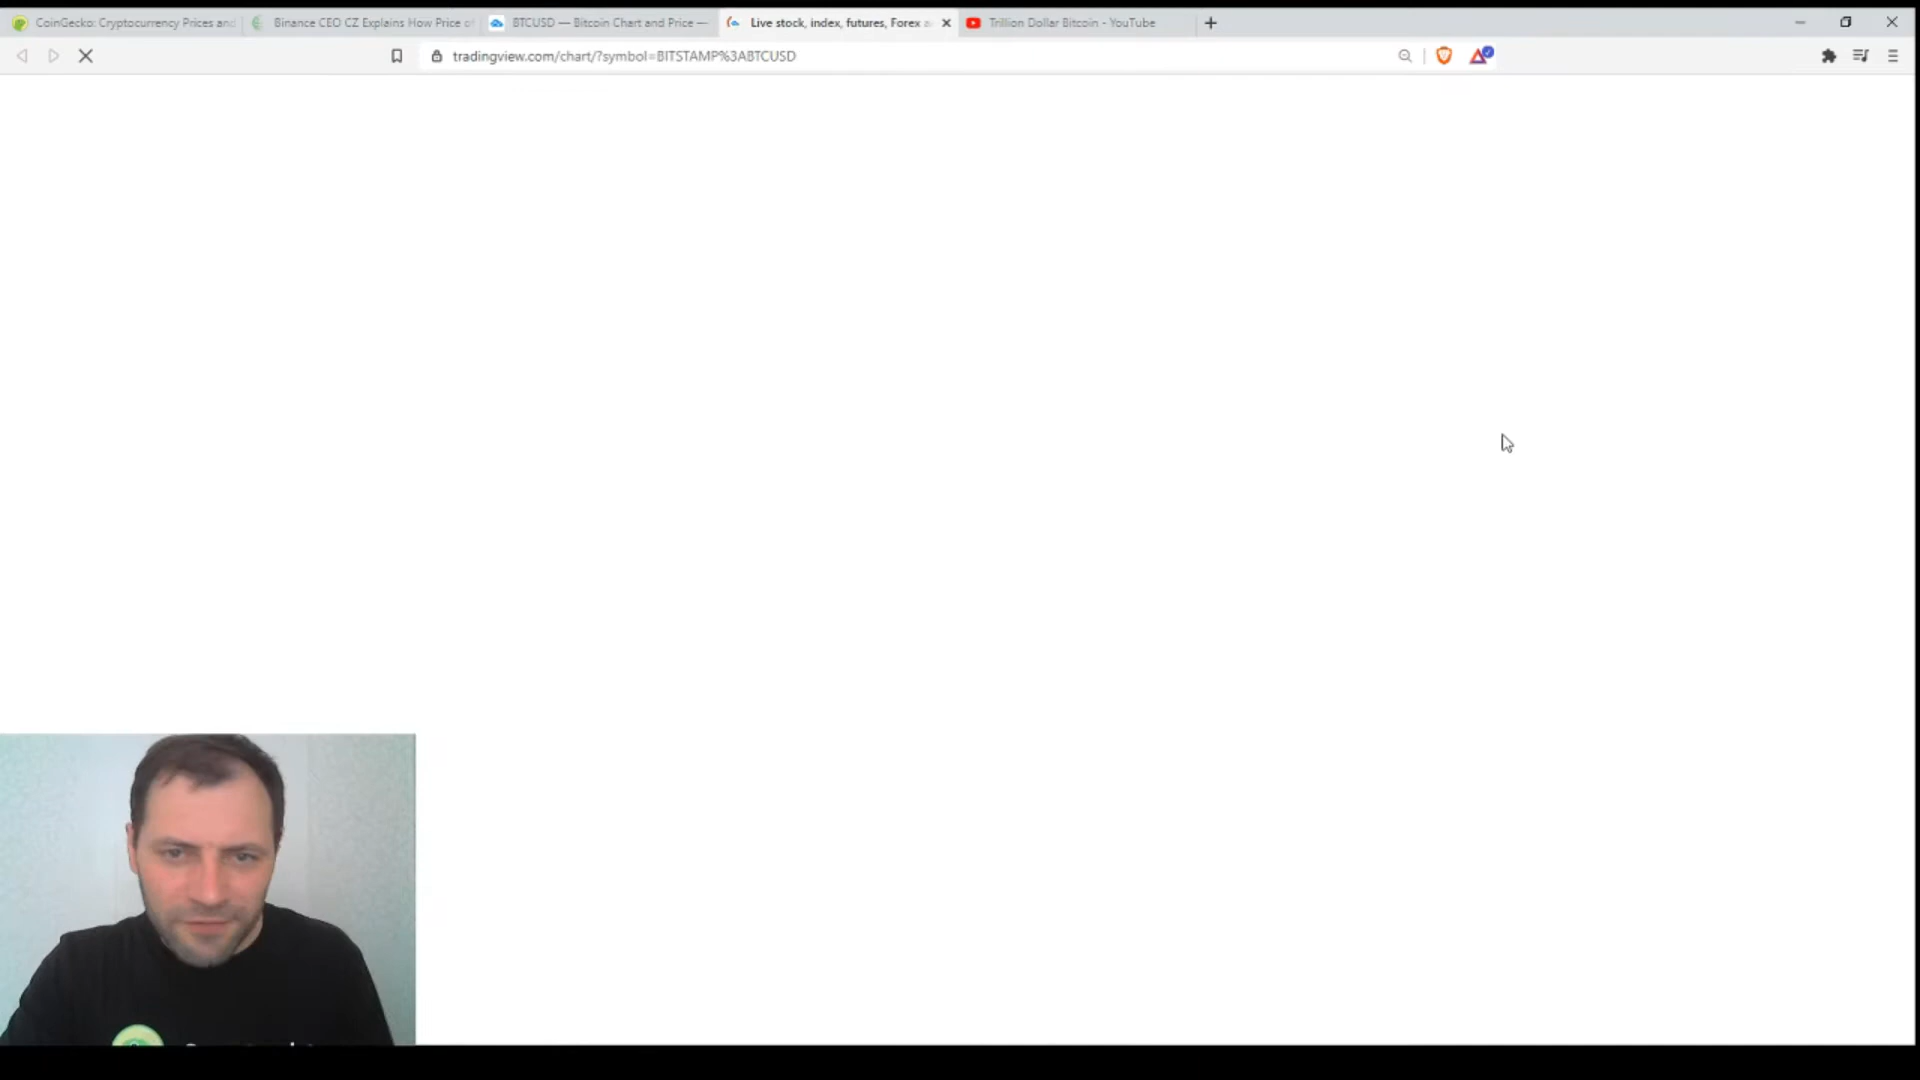 CoinGecko: Cryptocurrency Prices and
Binance CEO CZ Explains How Price of
BTCUSD — Bitcoin Chart and Price —
Live stock, index, futures, Forex a
Trillion Dollar Bitcoin - YouTube
tradingview.com/chart/?symbol=BITSTAMP%3ABTCUSD